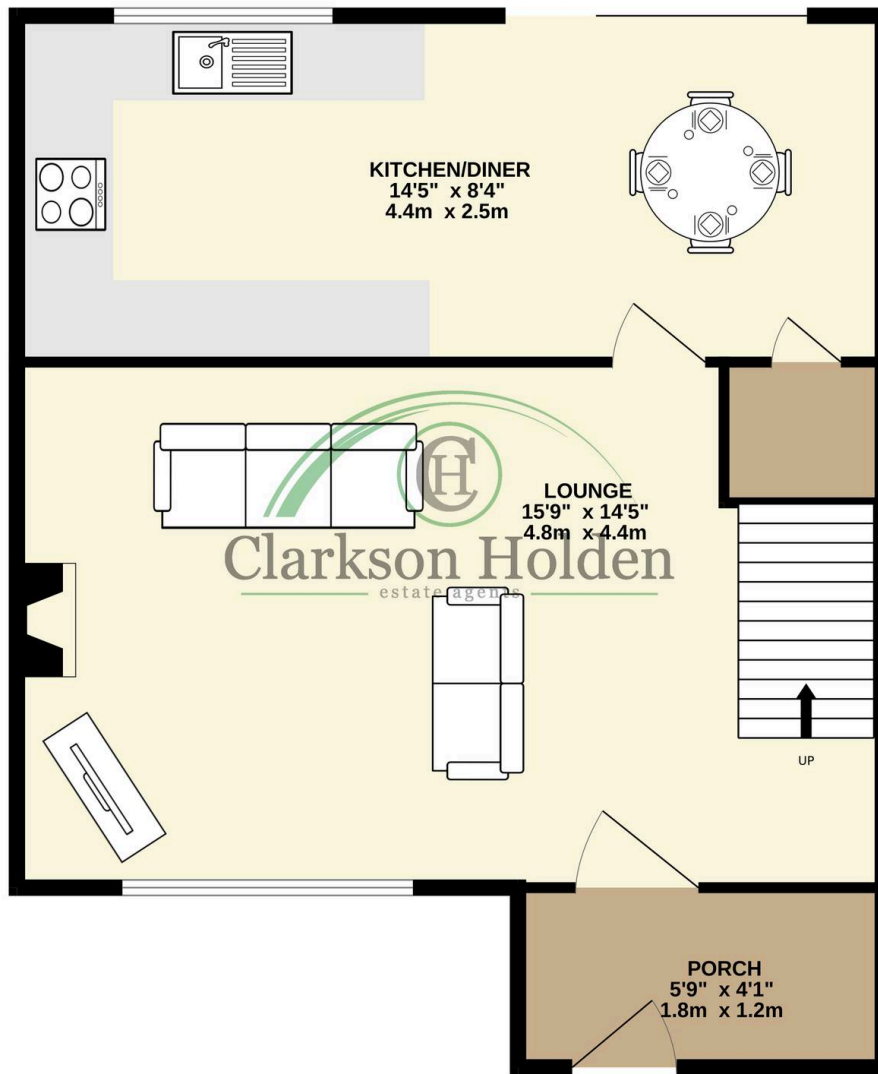 KITCHEN/DINER
14'5" x 8'4"
4.4m x 2.5m
CH
LOUNGE
15'9" x 14'5"
4.8m x 4.4m
Clarkson Holden
estate agents
UP
PORCH
5'9" x 4'1"
1.8m x 1.2m